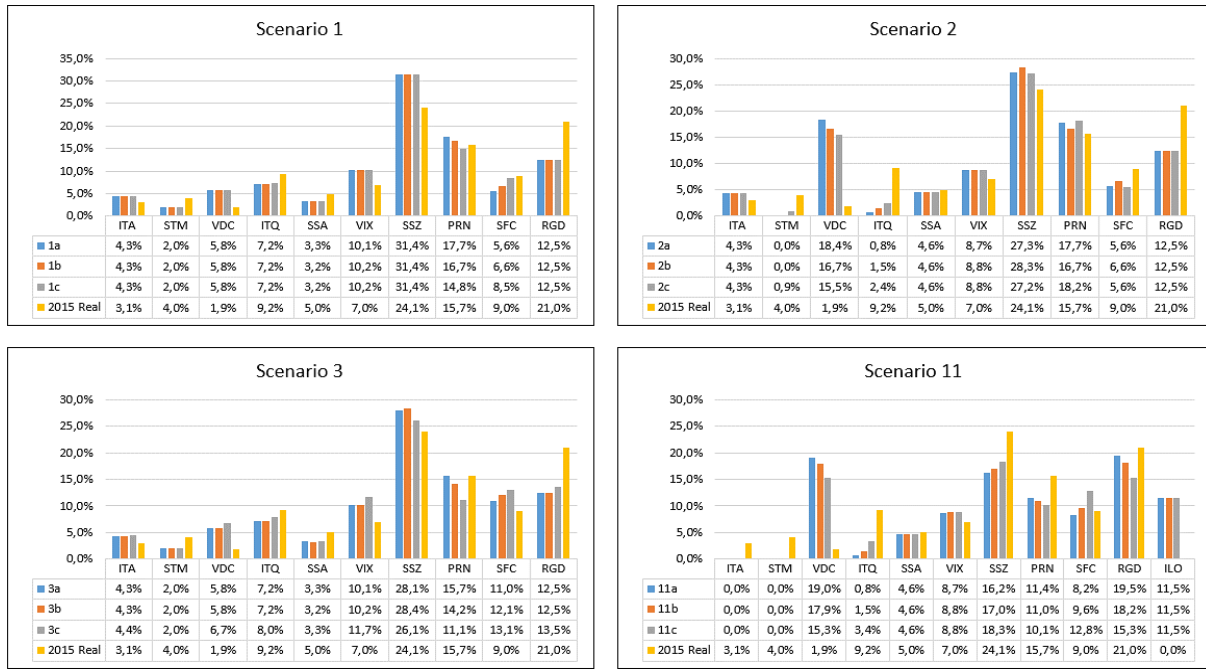 Scenario 1
35,0%
30,0%
25,0%
20,0%
15,0%
10,0%
5,0%
0,0%
ITA STM VDC ITQ SSA VIX SSZ PRN SFC RGD
1a 4,3% 2,0% 5,8% 7,2% 3,3% 10,1% 31,4% 17,7% 5,6% 12,5%
1b 4,3% 2,0% 5,8% 7,2% 3,2% 10,2% 31,4% 16,7% 6,6% 12,5%
1c 4,3% 2,0% 5,8% 7,2% 3,2% 10,2% 31,4% 14,8% 8,5% 12,5%
2015 Real 3,1% 4,0% 1,9% 9,2% 5,0% 7,0% 24,1% 15,7% 9,0% 21,0%
Scenario 2
30,0%
25,0%
20,0%
15,0%
10,0%
5,0%
0,0%
ITA STM VDC ITQ SSA VIX SSZ PRN SFC RGD
2a 4,3% 0,0% 18,4% 0,8% 4,6% 8,7% 27,3% 17,7% 5,6% 12,5%
2b 4,3% 0,0% 16,7% 1,5% 4,6% 8,8% 28,3% 16,7% 6,6% 12,5%
2c 4,3% 0,9% 15,5% 2,4% 4,6% 8,8% 27,2% 18,2% 5,6% 12,5%
2015 Real 3,1% 4,0% 1,9% 9,2% 5,0% 7,0% 24,1% 15,7% 9,0% 21,0%
Scenario 3
30,0%
25,0%
20,0%
15,0%
10,0%
5,0%
0,0%
ITA STM VDC ITQ SSA VIX SSZ PRN SFC RGD
3a 4,3% 2,0% 5,8% 7,2% 3,3% 10,1% 28,1% 15,7% 11,0% 12,5%
3b 4,3% 2,0% 5,8% 7,2% 3,2% 10,2% 28,4% 14,2% 12,1% 12,5%
3c 4,4% 2,0% 6,7% 8,0% 3,3% 11,7% 26,1% 11,1% 13,1% 13,5%
2015 Real 3,1% 4,0% 1,9% 9,2% 5,0% 7,0% 24,1% 15,7% 9,0% 21,0%
Scenario 11
30,0%
25,0%
20,0%
15,0%
10,0%
5,0%
0,0%
ITA STM VDC ITQ SSA VIX SSZ PRN SFC RGD ILO
11a 0,0% 0,0% 19,0% 0,8% 4,6% 8,7% 16,2% 11,4% 8,2% 19,5% 11,5%
11b 0,0% 0,0% 17,9% 1,5% 4,6% 8,8% 17,0% 11,0% 9,6% 18,2% 11,5%
11c 0,0% 0,0% 15,3% 3,4% 4,6% 8,8% 18,3% 10,1% 12,8% 15,3% 11,5%
2015 Real 3,1% 4,0% 1,9% 9,2% 5,0% 7,0% 24,1% 15,7% 9,0% 21,0% 0,0%